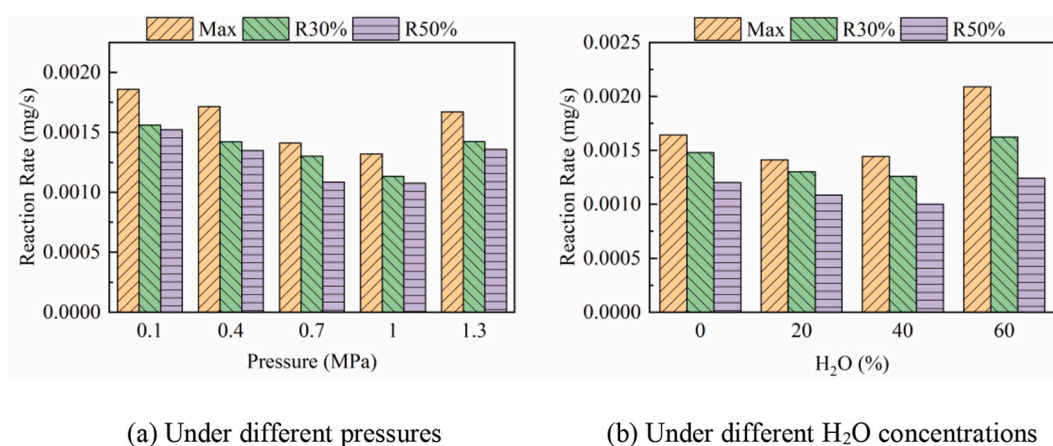 Max R30% R50%
Reaction Rate (mg/s)
0.0020
0.0015
0.0010
0.0005
0.0000
0.1 0.4 0.7 1 1.3
Pressure (MPa)
(a) Under different pressures
Max R30% R50%
Reaction Rate (mg/s)
0.0025
0.0020
0.0015
0.0010
0.0005
0.0000
0 20 40 60
H₂O (%)
(b) Under different H₂O concentrations